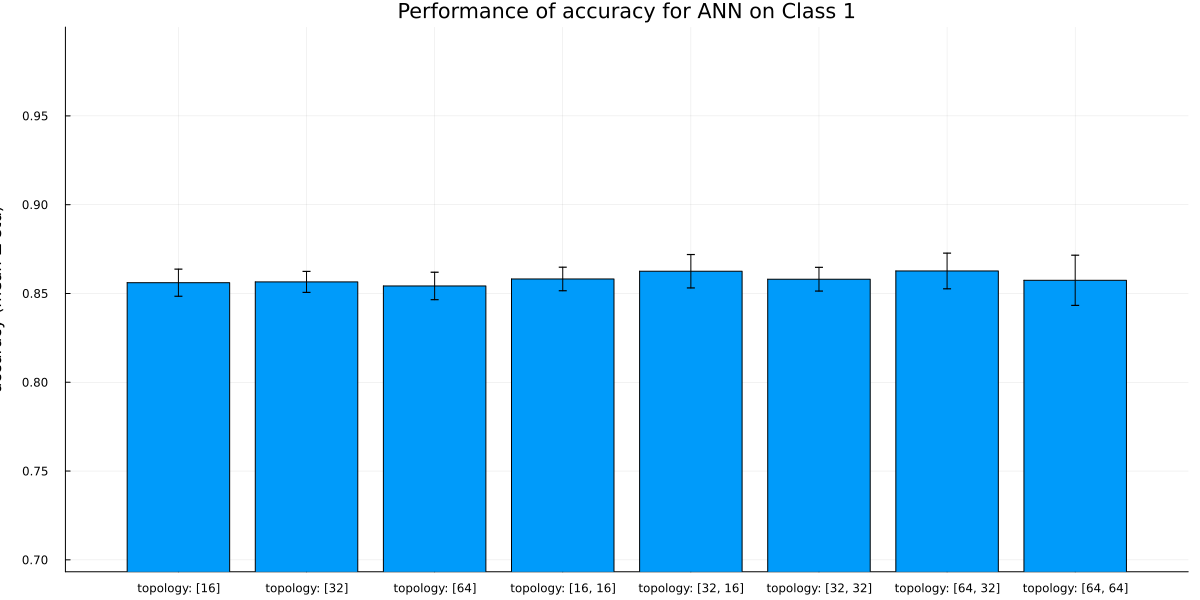 Performance of accuracy for ANN on Class 1
0.95
0.90
0.85
0.80
0.75
0.70
topology: [16]
topology: [32]
topology: [64]
topology: [16, 16]
topology: [32, 16]
topology: [32, 32]
topology: [64, 32]
topology: [64, 64]